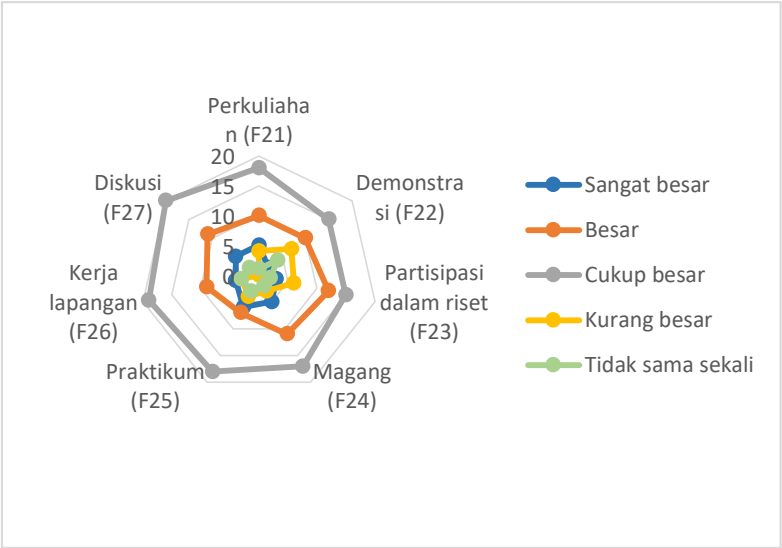 Perkuliaha
n (F21)
20
15
10
5
0
Demonstra
si (F22)
Partisipasi
dalam riset
(F23)
Magang
(F24)
Praktikum
(F25)
Kerja
lapangan
(F26)
Diskusi
(F27)
Sangat besar
Besar
Cukup besar
Kurang besar
Tidak sama sekali